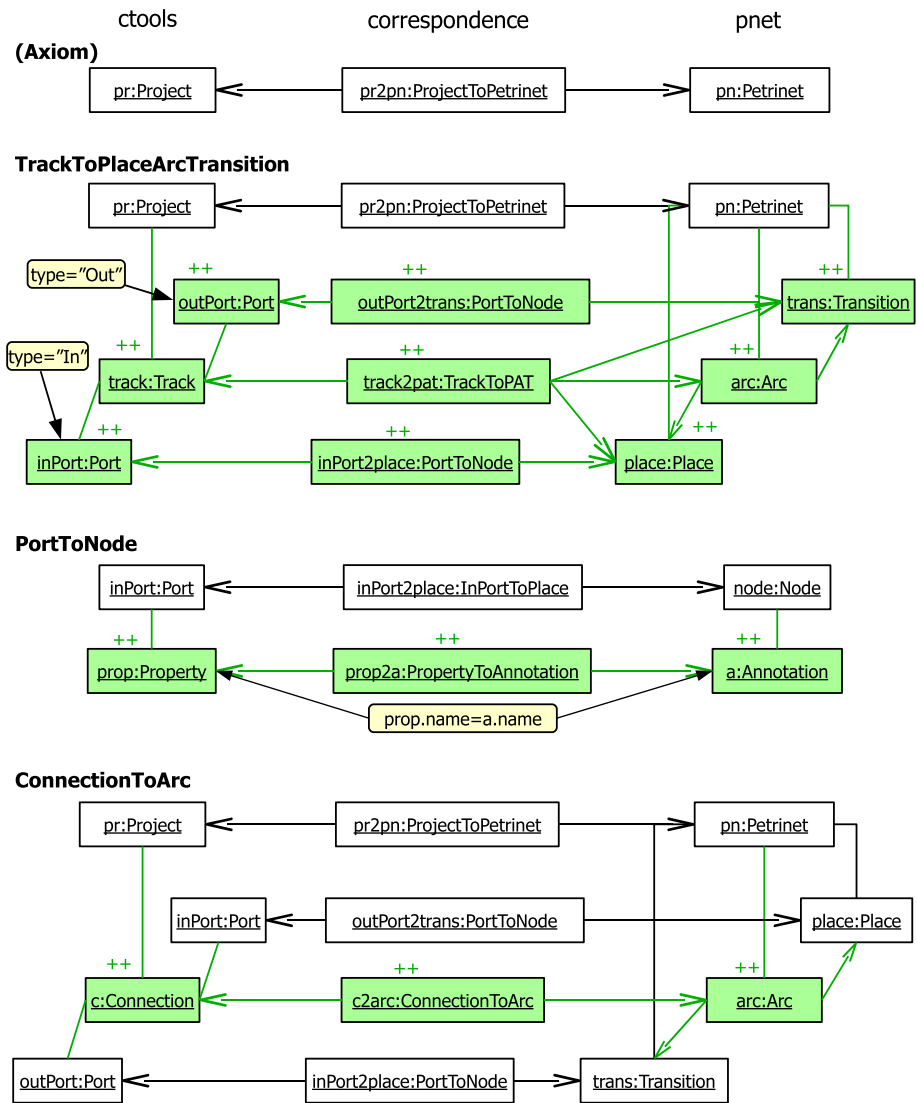 ctools correspondence pnet
(Axiom)
pr:Project pr2pn:ProjectToPetrinet pn:Petrinet
TrackToPlaceArcTransition
pr:Project pr2pn:ProjectToPetrinet pn:Petrinet
++ ++ ++
type="Out"
outPort:Port outPort2trans:PortToNode trans:Transition
++ ++ ++
type="In"
track:Track track2pat:TrackToPAT arc:Arc
++ ++ ++
inPort:Port inPort2place:PortToNode place:Place
PortToNode
inPort:Port inPort2place:InPortToPlace node:Node
++ ++ ++
prop:Property prop2a:PropertyToAnnotation a:Annotation
prop.name=a.name
ConnectionToArc
pr:Project pr2pn:ProjectToPetrinet pn:Petrinet
inPort:Port outPort2trans:PortToNode place:Place
++ ++ ++
c:Connection c2arc:ConnectionToArc arc:Arc
outPort:Port inPort2place:PortToNode trans:Transition